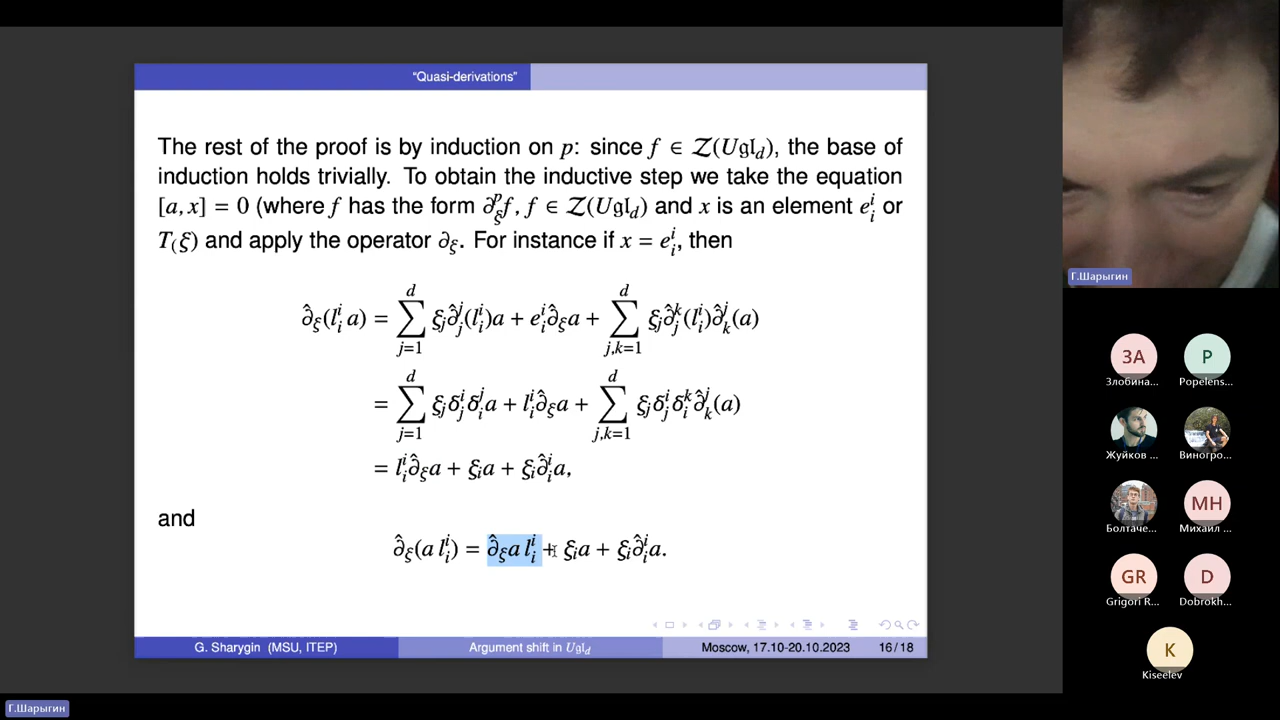 "Quasi-derivations"
The rest of the proof is by induction on p: since f ∈ Z(U𝔤𝔩_d), the base of
induction holds trivially. To obtain the inductive step we take the equation
[a, x] = 0 (where f has the form ∂^p_ξ f, f ∈ Z(U𝔤𝔩_d) and x is an element e^i_i or
T(ξ) and apply the operator ∂_ξ. For instance if x = e^i_i, then
∂̂_ξ(l^i_i a) = ∑_{j=1}^{d} ξ_j ∂̂^j_j(l^i_i)a + e^i_i ∂̂_ξ a + ∑_{j,k=1}^{d} ξ_j ∂̂^k_j(l^i_i)∂̂^j_k(a)
= ∑_{j=1}^{d} ξ_j δ^i_j δ^j_i a + l^i_i ∂̂_ξ a + ∑_{j,k=1}^{d} ξ_j δ^i_j δ^k_i ∂̂^j_k(a)
= l^i_i ∂̂_ξ a + ξ_i a + ξ_i ∂̂^i_i a,
and
∂̂_ξ(a l^i_i) = ∂̂_ξ a l^i_i + ξ_i a + ξ_i ∂̂^i_i a.
G. Sharygin (MSU, ITEP)
Argument shift in U𝔤𝔩_d
Moscow, 17.10-20.10.2023
16/18
Г.Шарыгин
ЗА
Злобина...
P
Popelens...
Жуйков ...
Виногро...
Болтаче...
МН
Михаил ...
GR
Grigori R...
D
Dobrokh...
K
Kiseelev
Г.Шарыгин